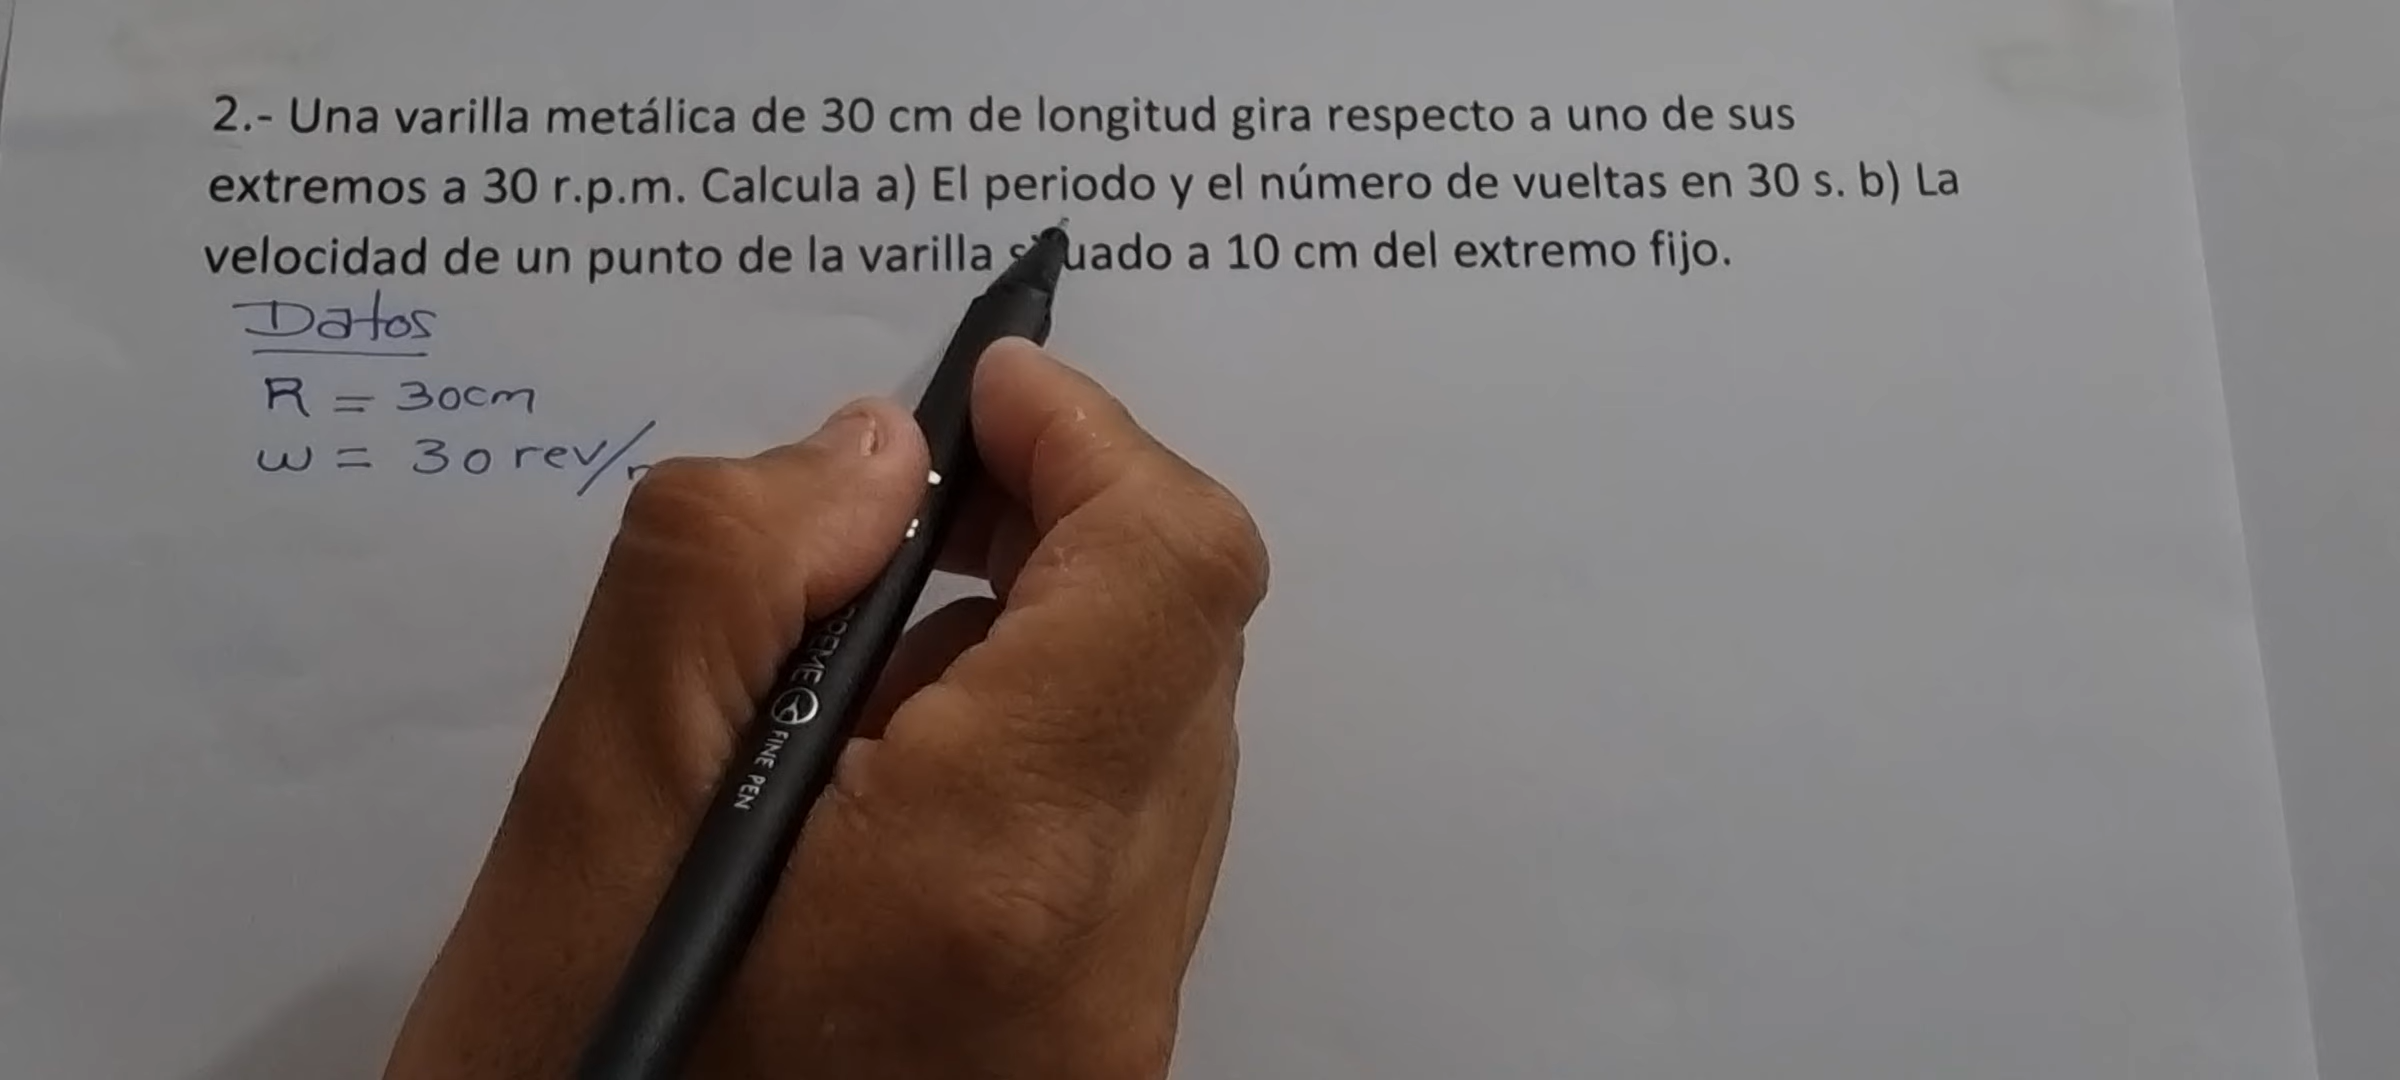 2.- Una varilla metálica de 30 cm de longitud gira respecto a uno de sus
extremos a 30 r.p.m. Calcula a) El periodo y el número de vueltas en 30 s. b) La
velocidad de un punto de la varilla situado a 10 cm del extremo fijo.
Datos
R = 30cm
w = 30 rev/
FINE PEN